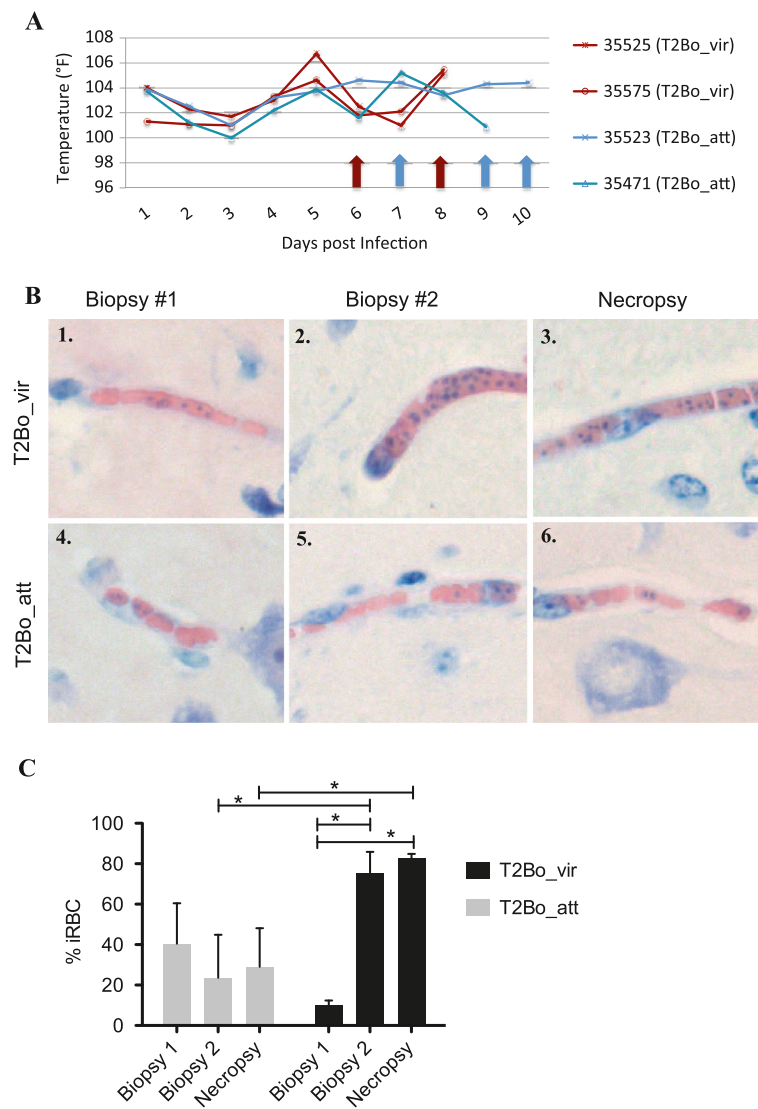 A
Temperature (°F)
108
106
104
102
100
98
96
1 2 3 4 5 6 7 8 9 10
Days post Infection
35525 (T2Bo_vir)
35575 (T2Bo_vir)
35523 (T2Bo_att)
35471 (T2Bo_att)
B
Biopsy #1 Biopsy #2 Necropsy
T2Bo_vir
1. 2. 3.
T2Bo_att
4. 5. 6.
C
% iRBC
100
80
60
40
20
0
* *
* *
Biopsy 1 Biopsy 2 Necropsy Biopsy 1 Biopsy 2 Necropsy
T2Bo_vir
T2Bo_att